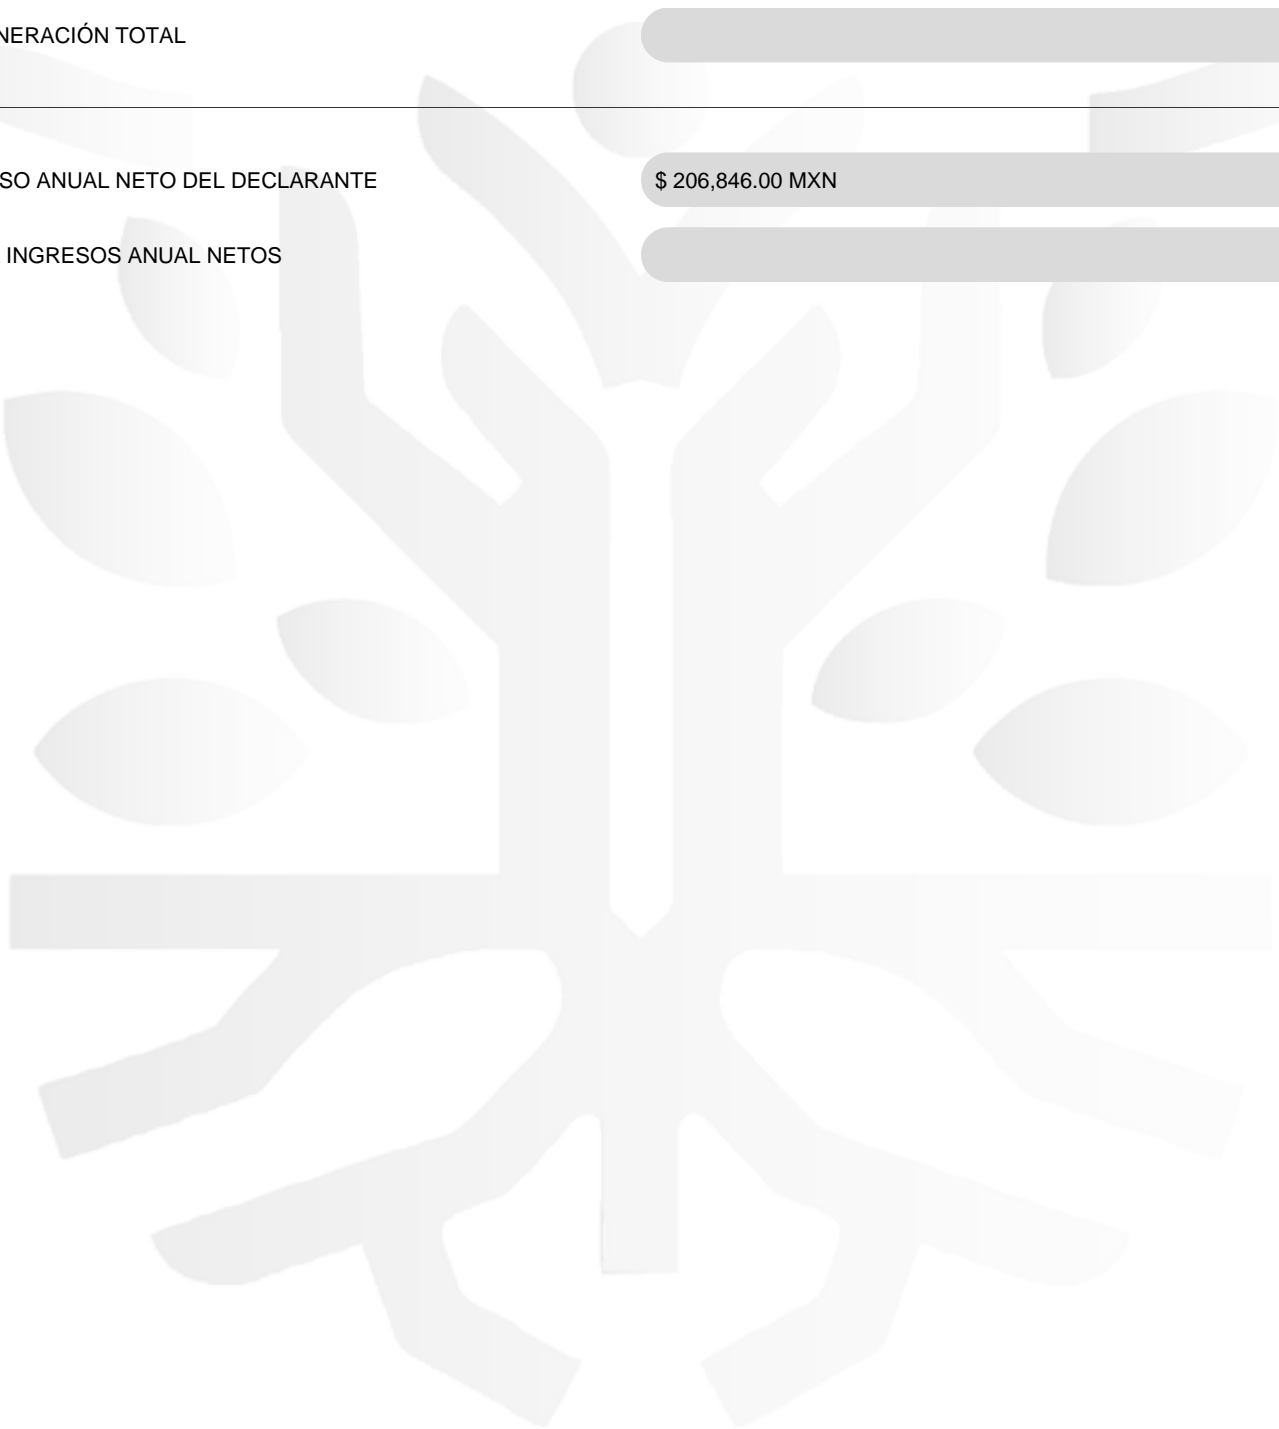 NERACIÓN TOTAL
SO ANUAL NETO DEL DECLARANTE $ 206,846.00 MXN
INGRESOS ANUAL NETOS